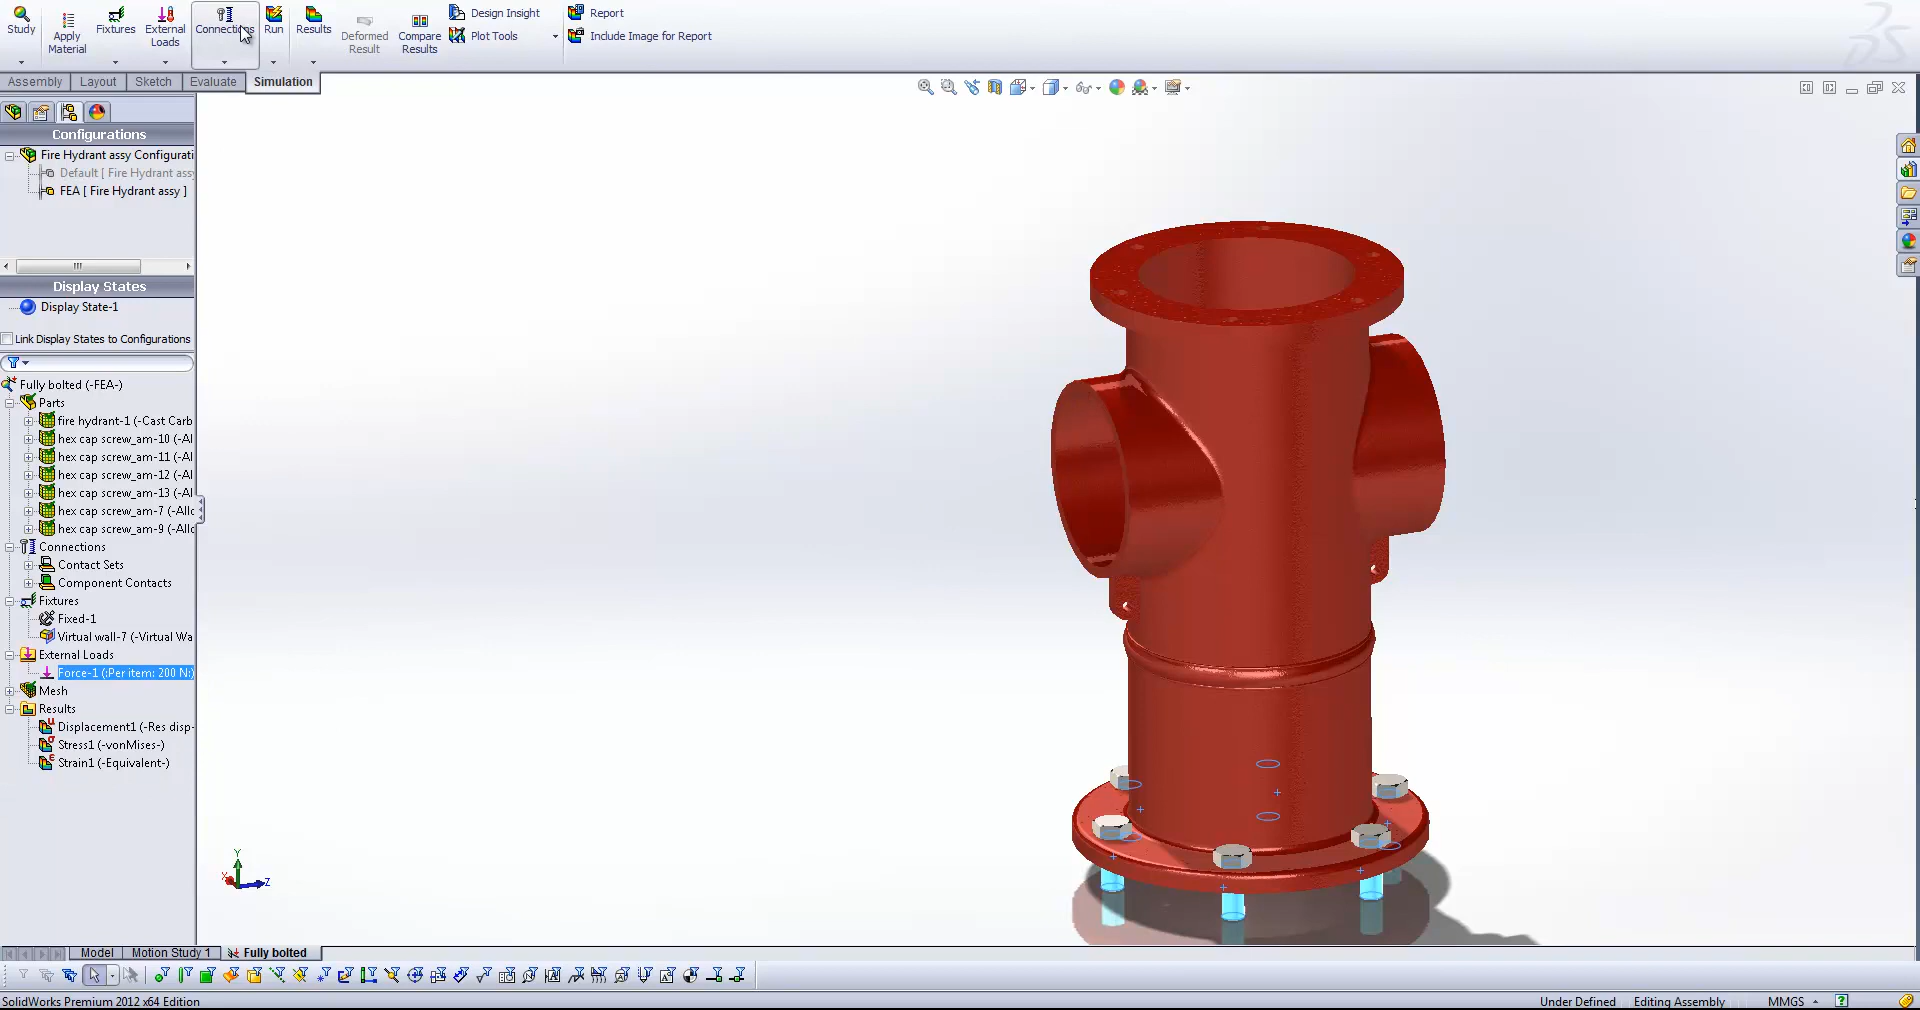 Study
Apply Material
Fixtures
External Loads
Connections
Run
Results
Deformed Result
Compare Results
Design Insight
Plot Tools
Report
Include Image for Report
Assembly
Layout
Sketch
Evaluate
Simulation
Configurations
Fire Hydrant assy Configurati
Default [ Fire Hydrant assy
FEA [ Fire Hydrant assy ]
Display States
Display State-1
Link Display States to Configurations
Fully bolted (-FEA-)
Parts
fire hydrant-1 (-Cast Carb
hex cap screw_am-10 (-Al
hex cap screw_am-11 (-Al
hex cap screw_am-12 (-Al
hex cap screw_am-13 (-Al
hex cap screw_am-7 (-Allo
hex cap screw_am-9 (-Allo
Connections
Contact Sets
Component Contacts
Fixtures
Fixed-1
Virtual wall-7 (-Virtual Wa
External Loads
Force-1 (:Per item: 200 N:)
Mesh
Results
Displacement1 (-Res disp-
Stress1 (-vonMises-)
Strain1 (-Equivalent-)
Y
X
Z
Model
Motion Study 1
Fully bolted
SolidWorks Premium 2012 x64 Edition
Under Defined
Editing Assembly
MMGS